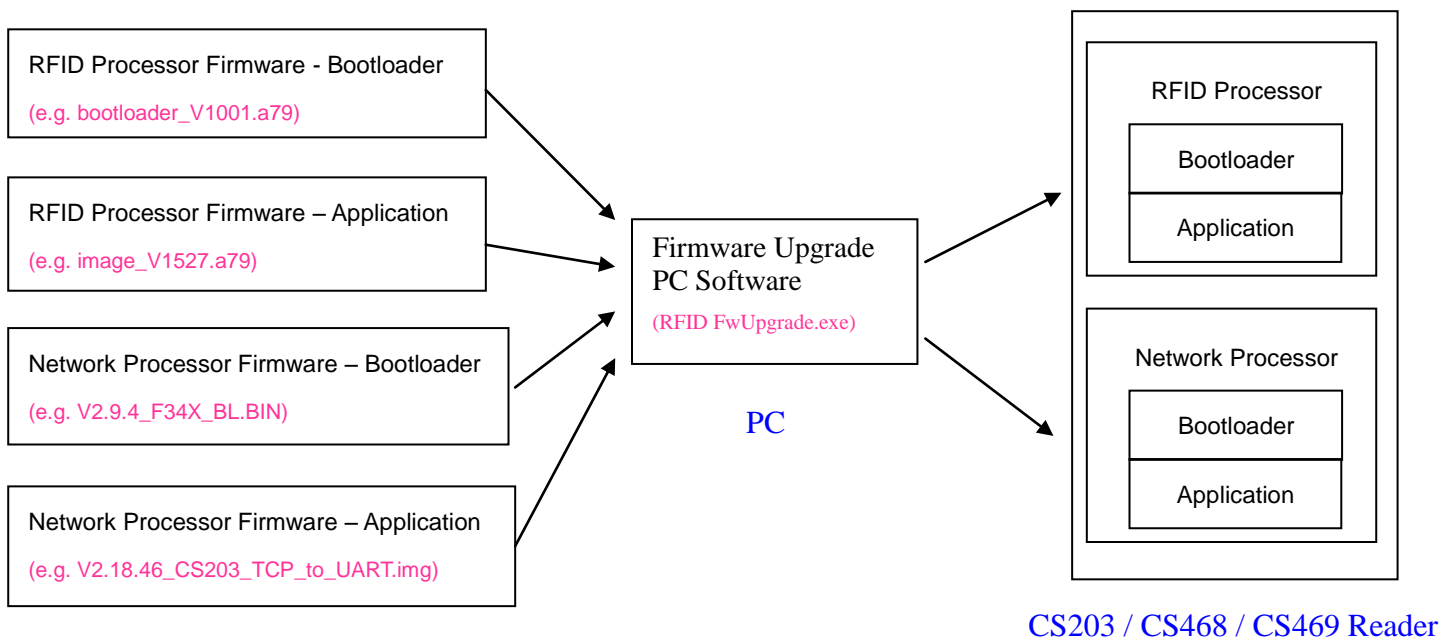 RFID Processor Firmware - Bootloader
(e.g. bootloader_V1001.a79)
RFID Processor Firmware – Application
(e.g. image_V1527.a79)
Network Processor Firmware – Bootloader
(e.g. V2.9.4_F34X_BL.BIN)
Network Processor Firmware – Application
(e.g. V2.18.46_CS203_TCP_to_UART.img)
Firmware Upgrade
PC Software
(RFID FwUpgrade.exe)
PC
RFID Processor
Bootloader
Application
Network Processor
Bootloader
Application
CS203 / CS468 / CS469 Reader